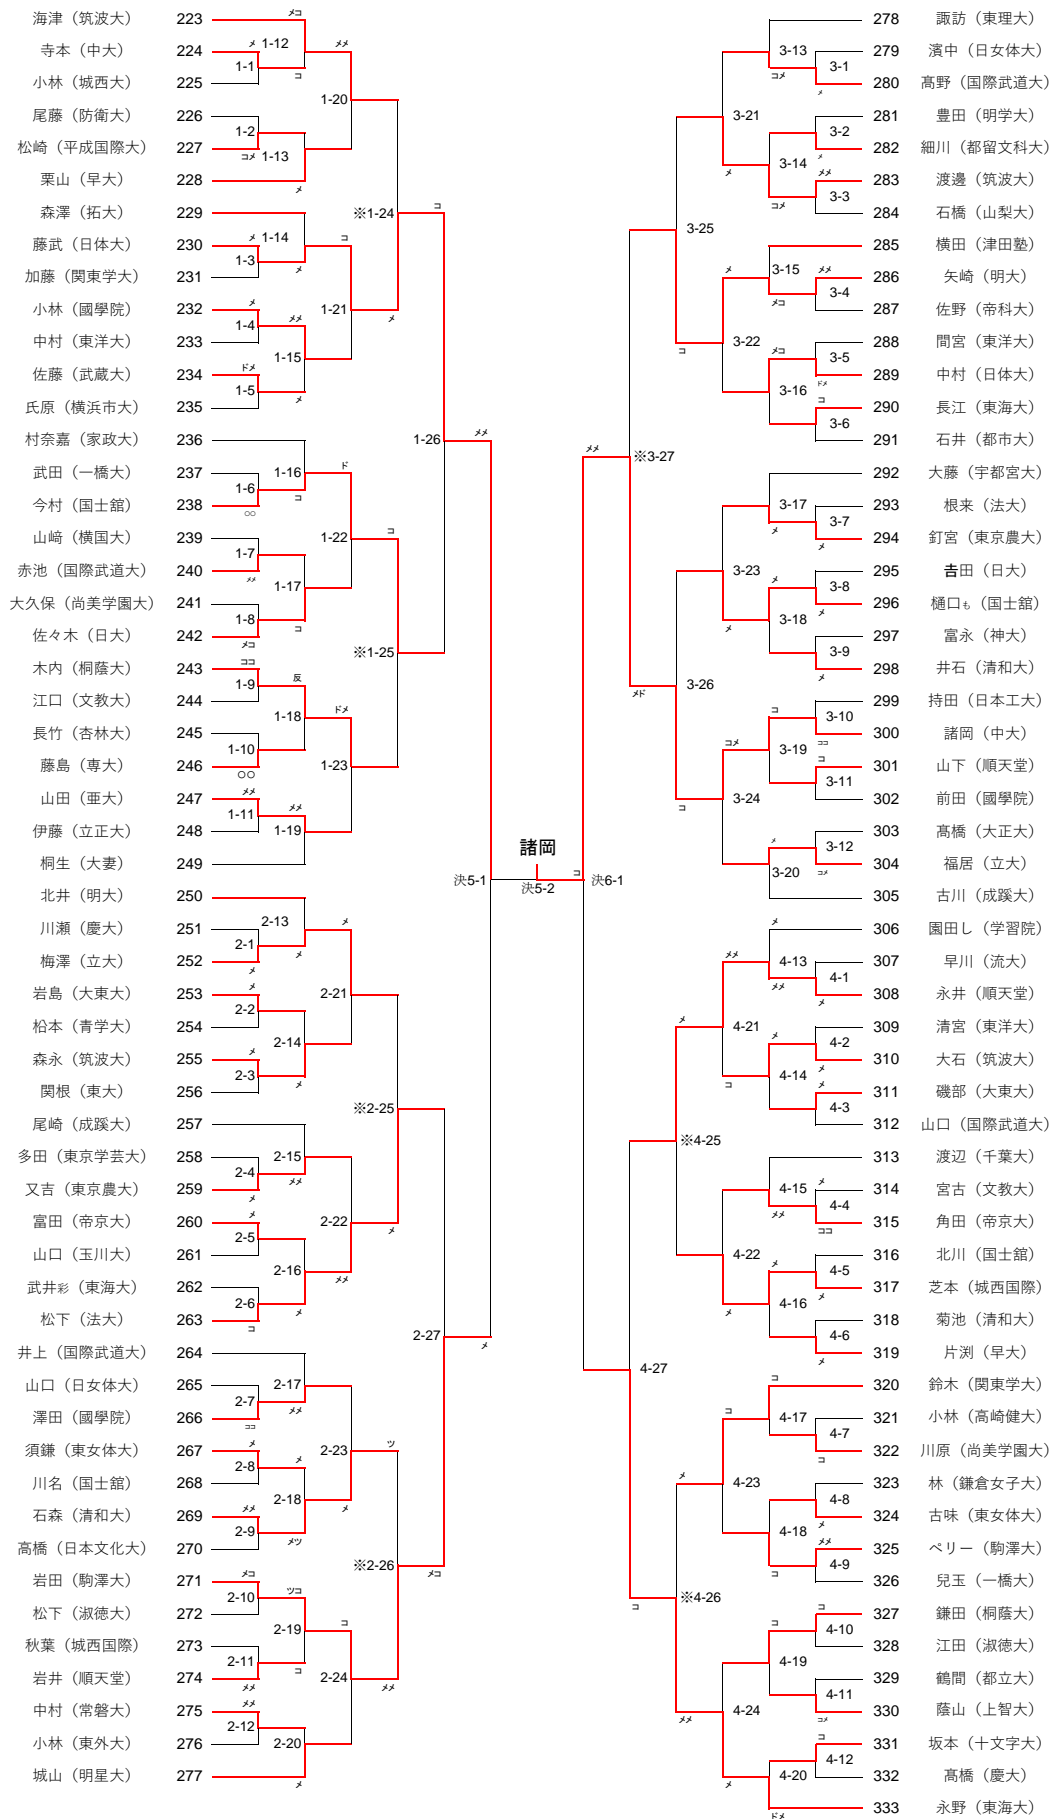 海津（筑波大） 223
寺本（中大） 224
小林（城西大） 225
尾藤（防衛大） 226
松崎（平成国際大） 227
栗山（早大） 228
森澤（拓大） 229
藤武（日体大） 230
加藤（関東学大） 231
小林（國學院） 232
中村（東洋大） 233
佐藤（武蔵大） 234
氏原（横浜市大） 235
村奈嘉（家政大） 236
武田（一橋大） 237
今村（国士舘） 238
山﨑（横国大） 239
赤池（国際武道大） 240
大久保（尚美学園大） 241
佐々木（日大） 242
木内（桐蔭大） 243
江口（文教大） 244
長竹（杏林大） 245
藤島（専大） 246
山田（亜大） 247
伊藤（立正大） 248
桐生（大妻） 249
北井（明大） 250
川瀬（慶大） 251
梅澤（立大） 252
岩島（大東大） 253
松本（青学大） 254
森永（筑波大） 255
関根（東大） 256
尾崎（成蹊大） 257
多田（東京学芸大） 258
又吉（東京農大） 259
富田（帝京大） 260
山口（玉川大） 261
武井彩（東海大） 262
松下（法大） 263
井上（国際武道大） 264
山口（日女体大） 265
澤田（國學院） 266
須鎌（東女体大） 267
川名（国士舘） 268
石森（清和大） 269
高橋（日本文化大） 270
岩田（駒澤大） 271
松下（淑徳大） 272
秋葉（城西国際） 273
岩井（順天堂） 274
中村（常磐大） 275
小林（東外大） 276
城山（明星大） 277
1-1
1-2
1-3
1-4
1-5
1-6
1-7
1-8
1-9
1-10
1-11
1-12
1-13
1-14
1-15
1-16
1-17
1-18
1-19
1-20
1-21
1-22
1-23
※1-24
※1-25
1-26
2-1
2-2
2-3
2-4
2-5
2-6
2-7
2-8
2-9
2-10
2-11
2-12
2-13
2-14
2-15
2-16
2-17
2-18
2-19
2-20
2-21
2-22
2-23
2-24
※2-25
※2-26
2-27
決5-1
諸岡
決5-2
決6-1
278 諏訪（東理大）
279 濱中（日女体大）
280 髙野（国際武道大）
281 豊田（明学大）
282 細川（都留文科大）
283 渡邊（筑波大）
284 石橋（山梨大）
285 横田（津田塾）
286 矢崎（明大）
287 佐野（帝科大）
288 間宮（東洋大）
289 中村（日体大）
290 長江（東海大）
291 石井（都市大）
292 大藤（宇都宮大）
293 根来（法大）
294 釘宮（東京農大）
295 𠮷田（日大）
296 樋口も（国士舘）
297 富永（神大）
298 井石（清和大）
299 持田（日本工大）
300 諸岡（中大）
301 山下（順天堂）
302 前田（國學院）
303 髙橋（大正大）
304 福居（立大）
305 古川（成蹊大）
306 園田し（学習院）
307 早川（流大）
308 永井（順天堂）
309 清宮（東洋大）
310 大石（筑波大）
311 磯部（大東大）
312 山口（国際武道大）
313 渡辺（千葉大）
314 宮古（文教大）
315 角田（帝京大）
316 北川（国士舘）
317 芝本（城西国際）
318 菊池（清和大）
319 片渕（早大）
320 鈴木（関東学大）
321 小林（高崎健大）
322 川原（尚美学園大）
323 林（鎌倉女子大）
324 古味（東女体大）
325 ペリー（駒澤大）
326 兒玉（一橋大）
327 鎌田（桐蔭大）
328 江田（淑徳大）
329 鶴間（都立大）
330 蔭山（上智大）
331 坂本（十文字大）
332 髙橋（慶大）
333 永野（東海大）
3-1
3-2
3-3
3-4
3-5
3-6
3-7
3-8
3-9
3-10
3-11
3-12
3-13
3-14
3-15
3-16
3-17
3-18
3-19
3-20
3-21
3-22
3-23
3-24
3-25
3-26
※3-27
4-1
4-2
4-3
4-4
4-5
4-6
4-7
4-8
4-9
4-10
4-11
4-12
4-13
4-14
4-15
4-16
4-17
4-18
4-19
4-20
4-21
4-22
4-23
4-24
※4-25
※4-26
4-27